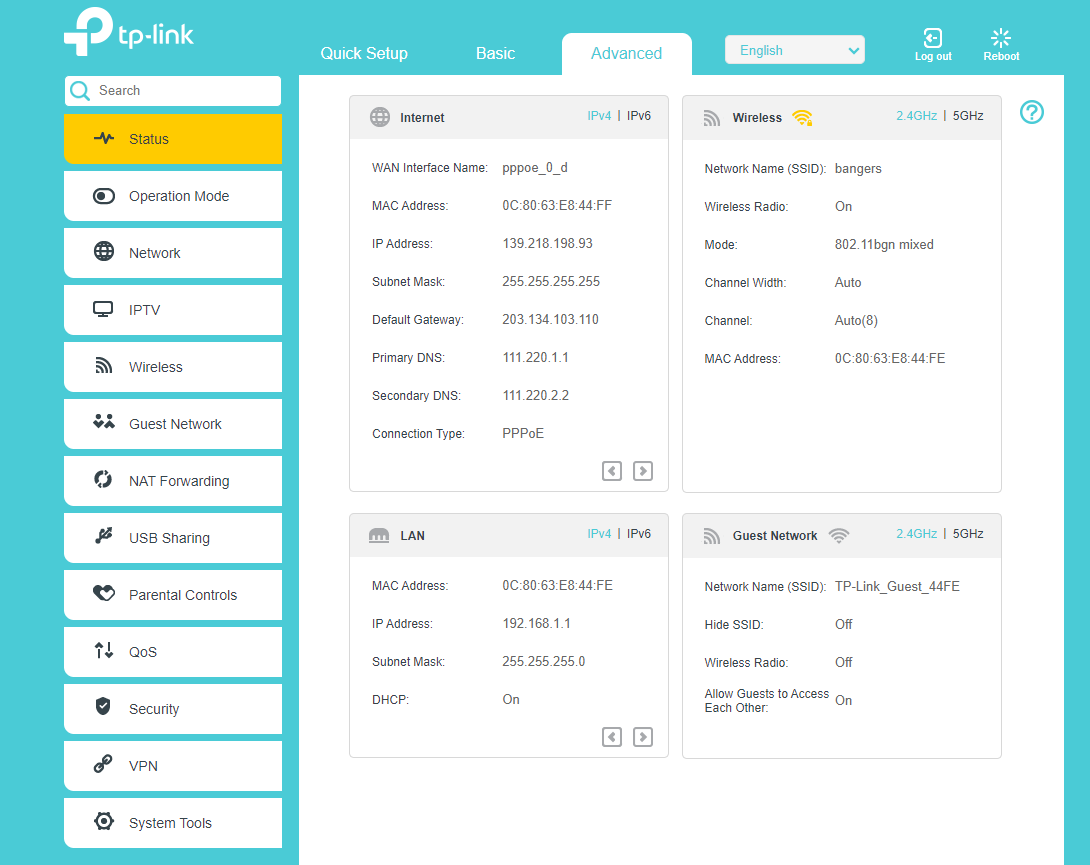 tp-link
Quick Setup Basic Advanced English Log out Reboot
Search
Status
Operation Mode
Network
IPTV
Wireless
Guest Network
NAT Forwarding
USB Sharing
Parental Controls
QoS
Security
VPN
System Tools
Internet IPv4 | IPv6
WAN Interface Name: pppoe_0_d
MAC Address: 0C:80:63:E8:44:FF
IP Address: 139.218.198.93
Subnet Mask: 255.255.255.255
Default Gateway: 203.134.103.110
Primary DNS: 111.220.1.1
Secondary DNS: 111.220.2.2
Connection Type: PPPoE
Wireless 2.4GHz | 5GHz
Network Name (SSID): bangers
Wireless Radio: On
Mode: 802.11bgn mixed
Channel Width: Auto
Channel: Auto(8)
MAC Address: 0C:80:63:E8:44:FE
LAN IPv4 | IPv6
MAC Address: 0C:80:63:E8:44:FE
IP Address: 192.168.1.1
Subnet Mask: 255.255.255.0
DHCP: On
Guest Network 2.4GHz | 5GHz
Network Name (SSID): TP-Link_Guest_44FE
Hide SSID: Off
Wireless Radio: Off
Allow Guests to Access
Each Other: On